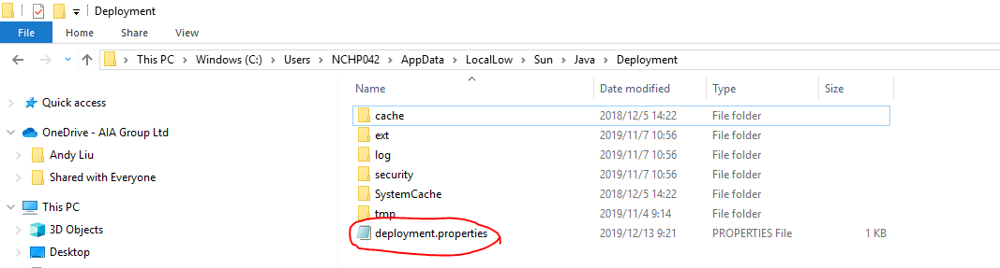 Deployment
File Home Share View
This PC Windows (C:) Users NCHP042 AppData LocalLow Sun Java Deployment
Name Date modified Type Size
Quick access
OneDrive - AIA Group Ltd
Andy Liu
Shared with Everyone
This PC
3D Objects
Desktop
cache 2018/12/5 14:22 File folder
ext 2019/11/7 10:56 File folder
log 2019/11/7 10:56 File folder
security 2019/11/7 10:56 File folder
SystemCache 2018/12/5 14:22 File folder
tmp 2019/11/4 9:14 File folder
deployment.properties 2019/12/13 9:21 PROPERTIES File 1 KB